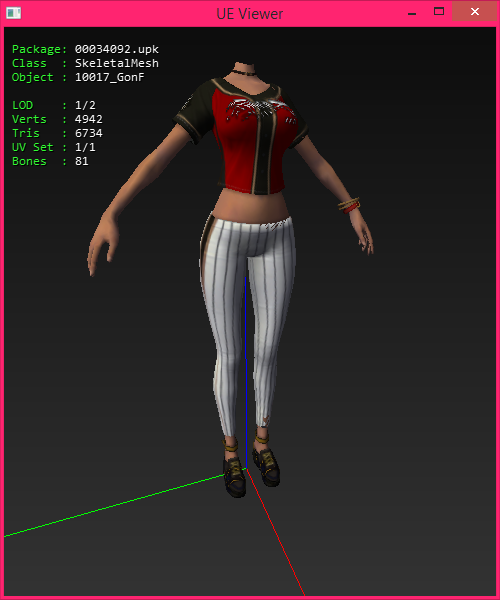 UE Viewer
Package: 00034092.upk
Class : SkeletalMesh
Object : 10017_GonF
LOD : 1/2
Verts : 4942
Tris : 6734
UV Set : 1/1
Bones : 81